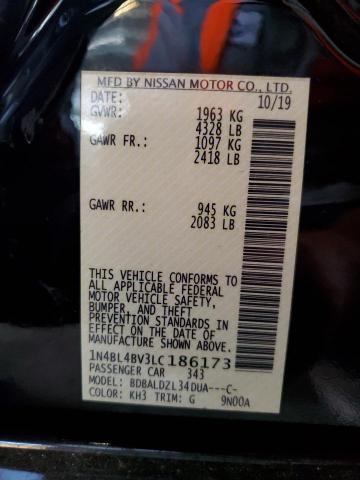 MFD BY NISSAN MOTOR CO., LTD.
DATE: 10/19
GVWR: 1963 KG
4328 LB
GAWR FR.: 1097 KG
2418 LB
GAWR RR.: 945 KG
2083 LB
THIS VEHICLE CONFORMS TO
ALL APPLICABLE FEDERAL
MOTOR VEHICLE SAFETY,
BUMPER, AND THEFT
PREVENTION STANDARDS IN
EFFECT ON THE DATE OF
MANUFACTURE SHOWN ABOVE.
1N4BL4BV3LC186173
PASSENGER CAR 343
MODEL: BDBALDZL34DUA---C-
COLOR: KH3 TRIM: G 9N00A